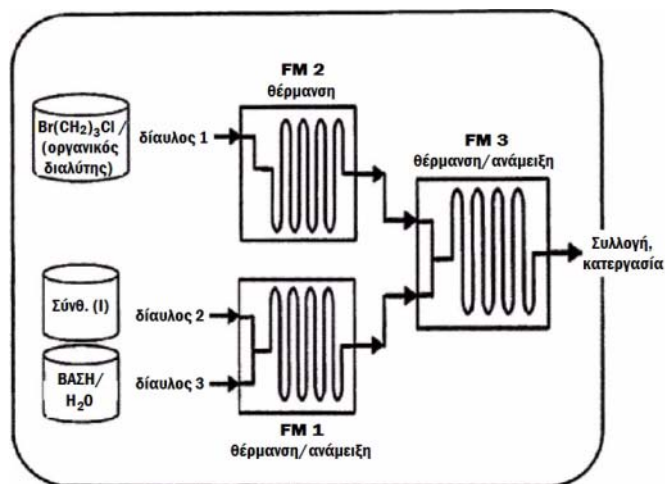 FM 2
θέρμανση
Br(CH2)3Cl /
(οργανικός
διαλύτης)
δίαυλος 1
FM 3
θέρμανση/ανάμειξη
Συλλογή,
κατεργασία
Σύνθ. (I)
δίαυλος 2
ΒΑΣΗ/
H2O
δίαυλος 3
FM 1
θέρμανση/ανάμειξη